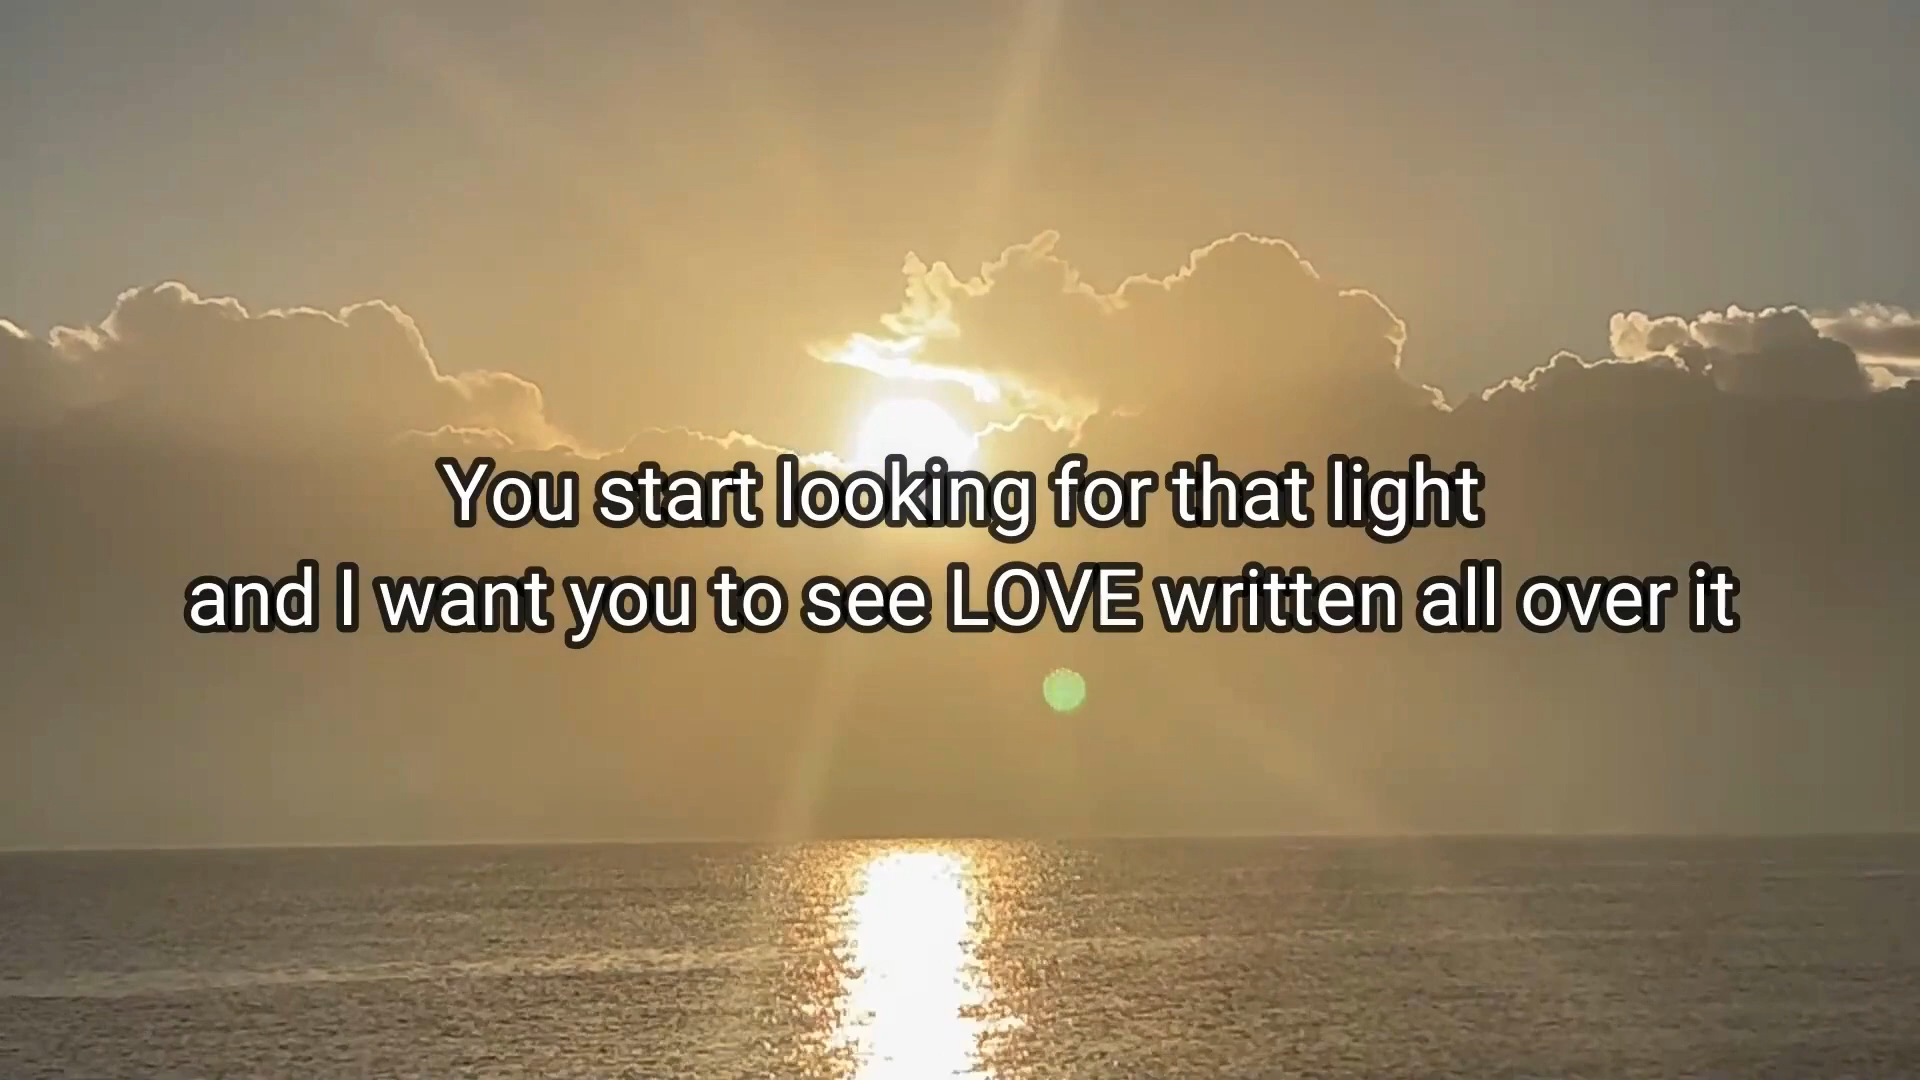 You start looking for that light
and I want you to see LOVE written all over it